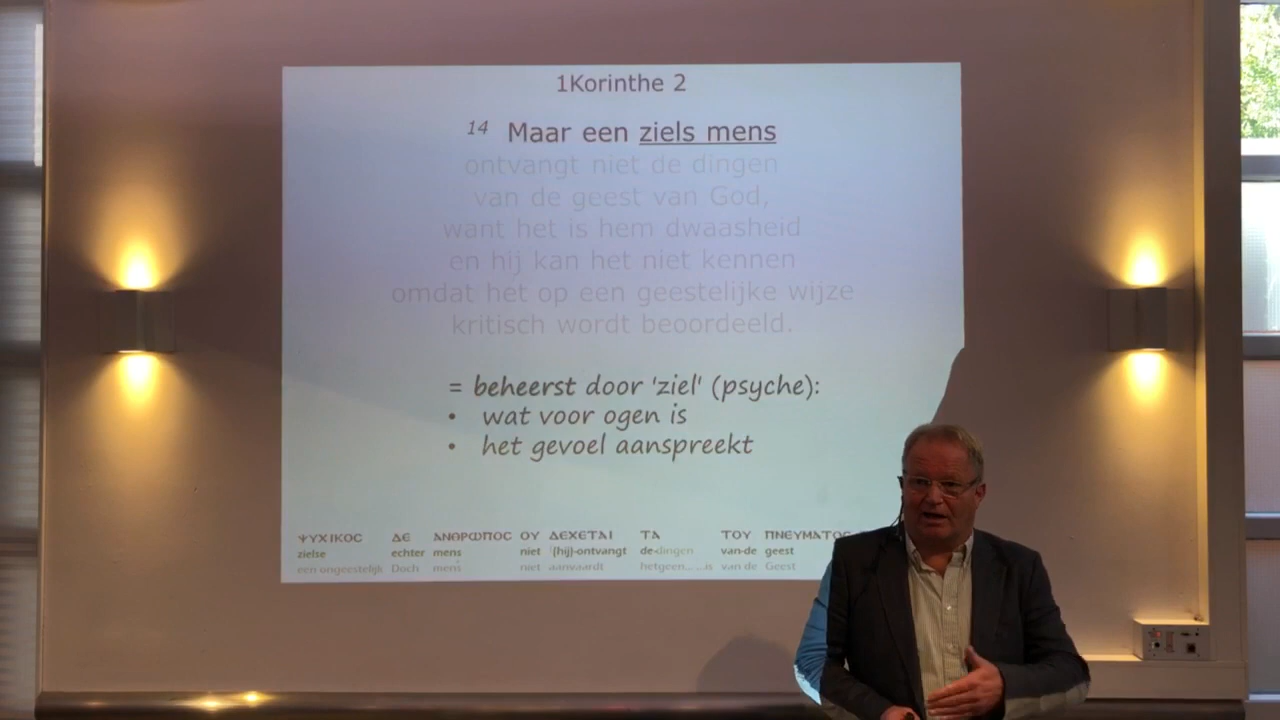 1Korinthe 2
14 Maar een ziels mens
ontvangt niet de dingen
van de geest van God,
want het is hem dwaasheid
en hij kan het niet kennen
omdat het op een geestelijke wijze
kritisch wordt beoordeeld.
= beheerst door 'ziel' (psyche):
• wat voor ogen is
• het gevoel aanspreekt
ΨΥΧΙΚΟC ΔΕ ΑΝΘΡΩΠΟC ΟΥ ΔΕΧΕΤΑΙ ΤΑ ΤΟΥ ΠΝΕΥΜΑΤΟC
zielse echter mens niet (hij)-ontvangt de-dingen van-de geest
een ongeestelijk Doch mens niet aanvaardt hetgeen.....is van de Geest